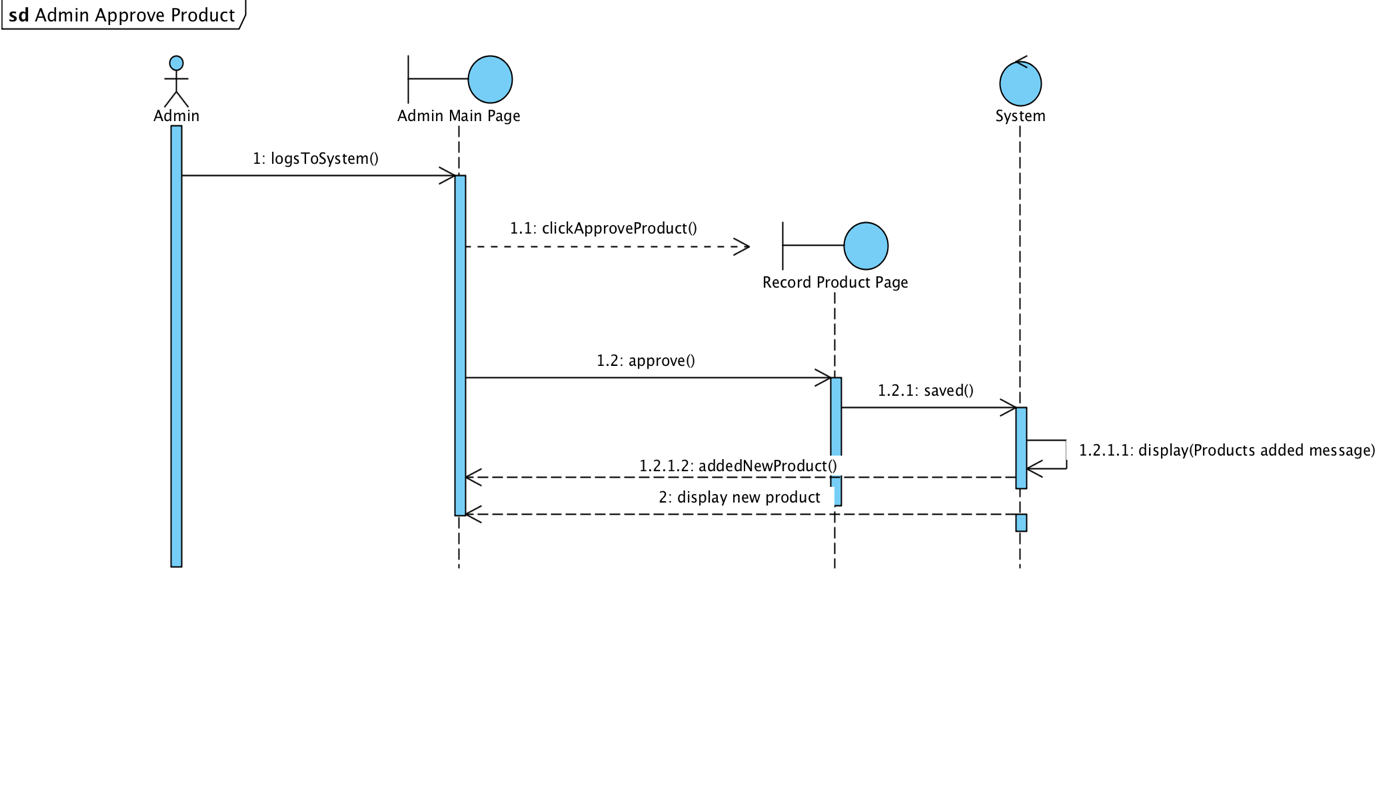 sd Admin Approve Product
Admin
Admin Main Page
System
1: logsToSystem()
1.1: clickApproveProduct()
Record Product Page
1.2: approve()
1.2.1: saved()
1.2.1.1: display(Products added message)
1.2.1.2: addedNewProduct()
2: display new product